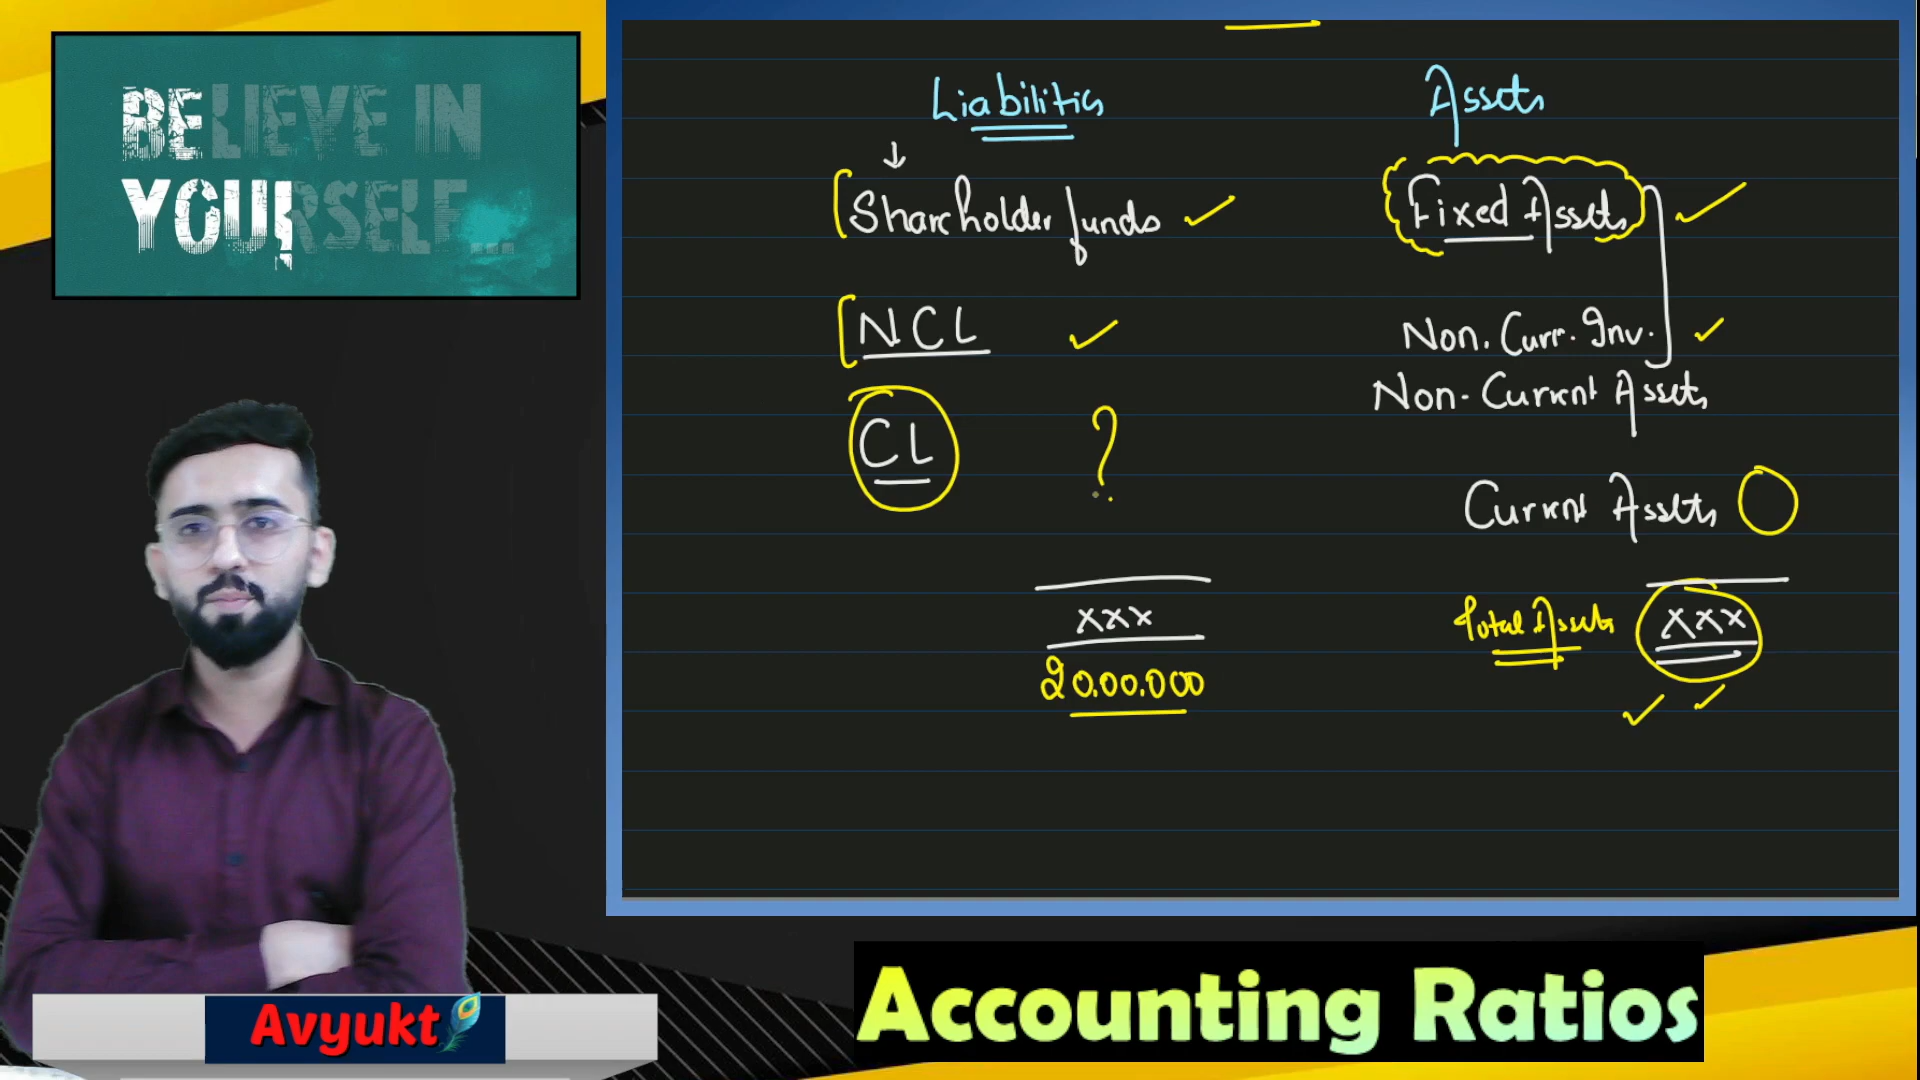 BELIEVE IN
YOURSELF...
Liabilities
Assets
Shareholder funds
Fixed Assets
NCL
Non. Curr. Inv.
Non-Current Assets
CL
?
Current Assets
xxx
Total Assets
xxx
20,00,000
Avyukt
Accounting Ratios